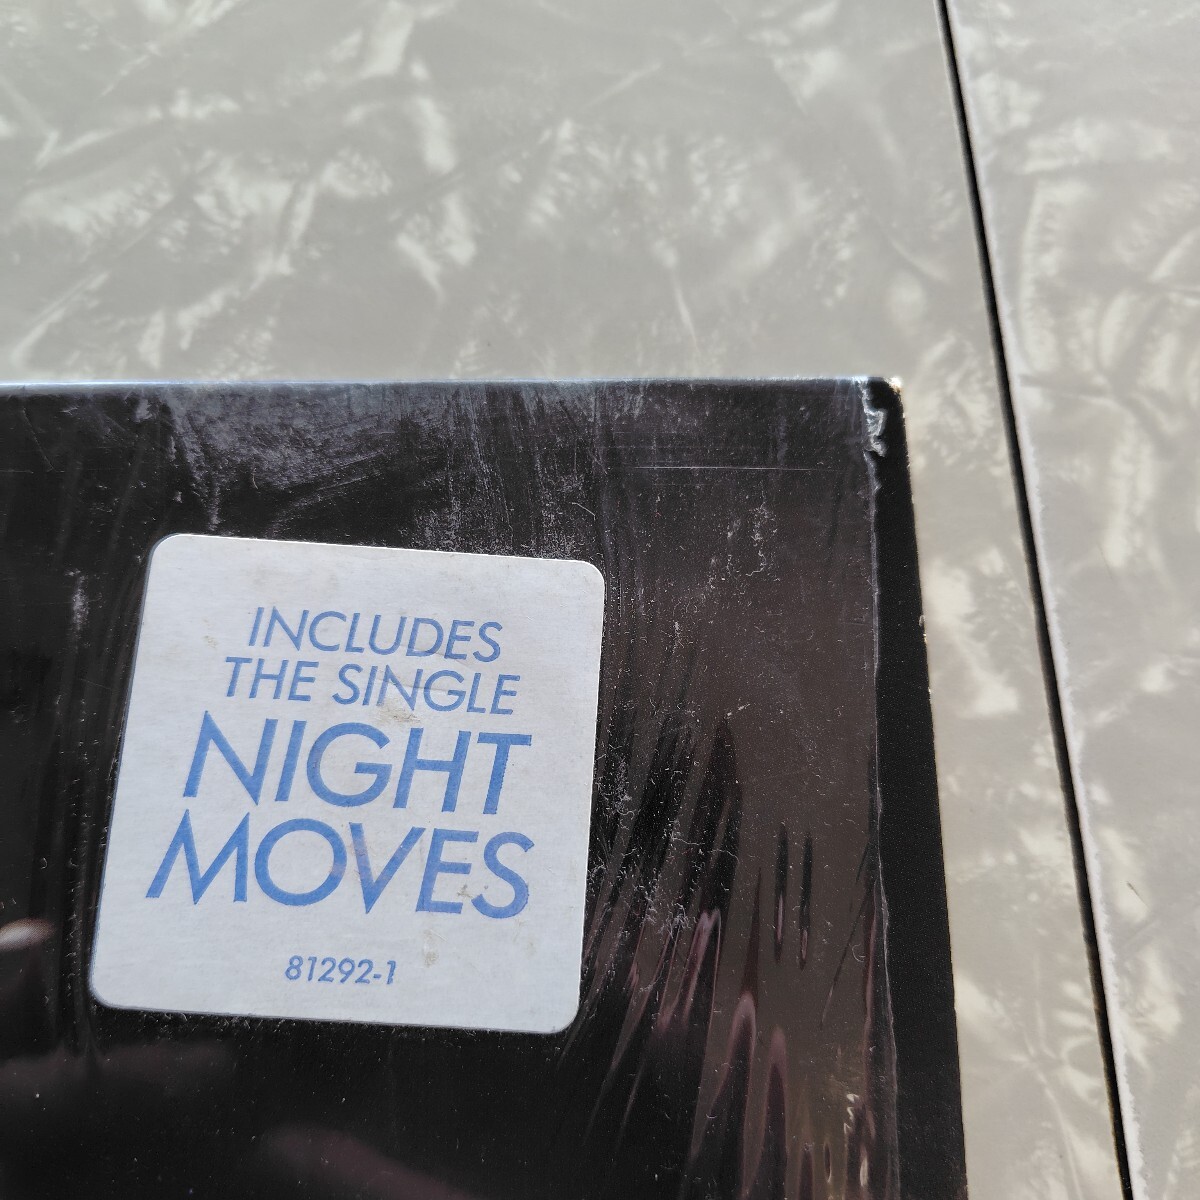 INCLUDES
THE SINGLE
NIGHT
MOVES
81292-1